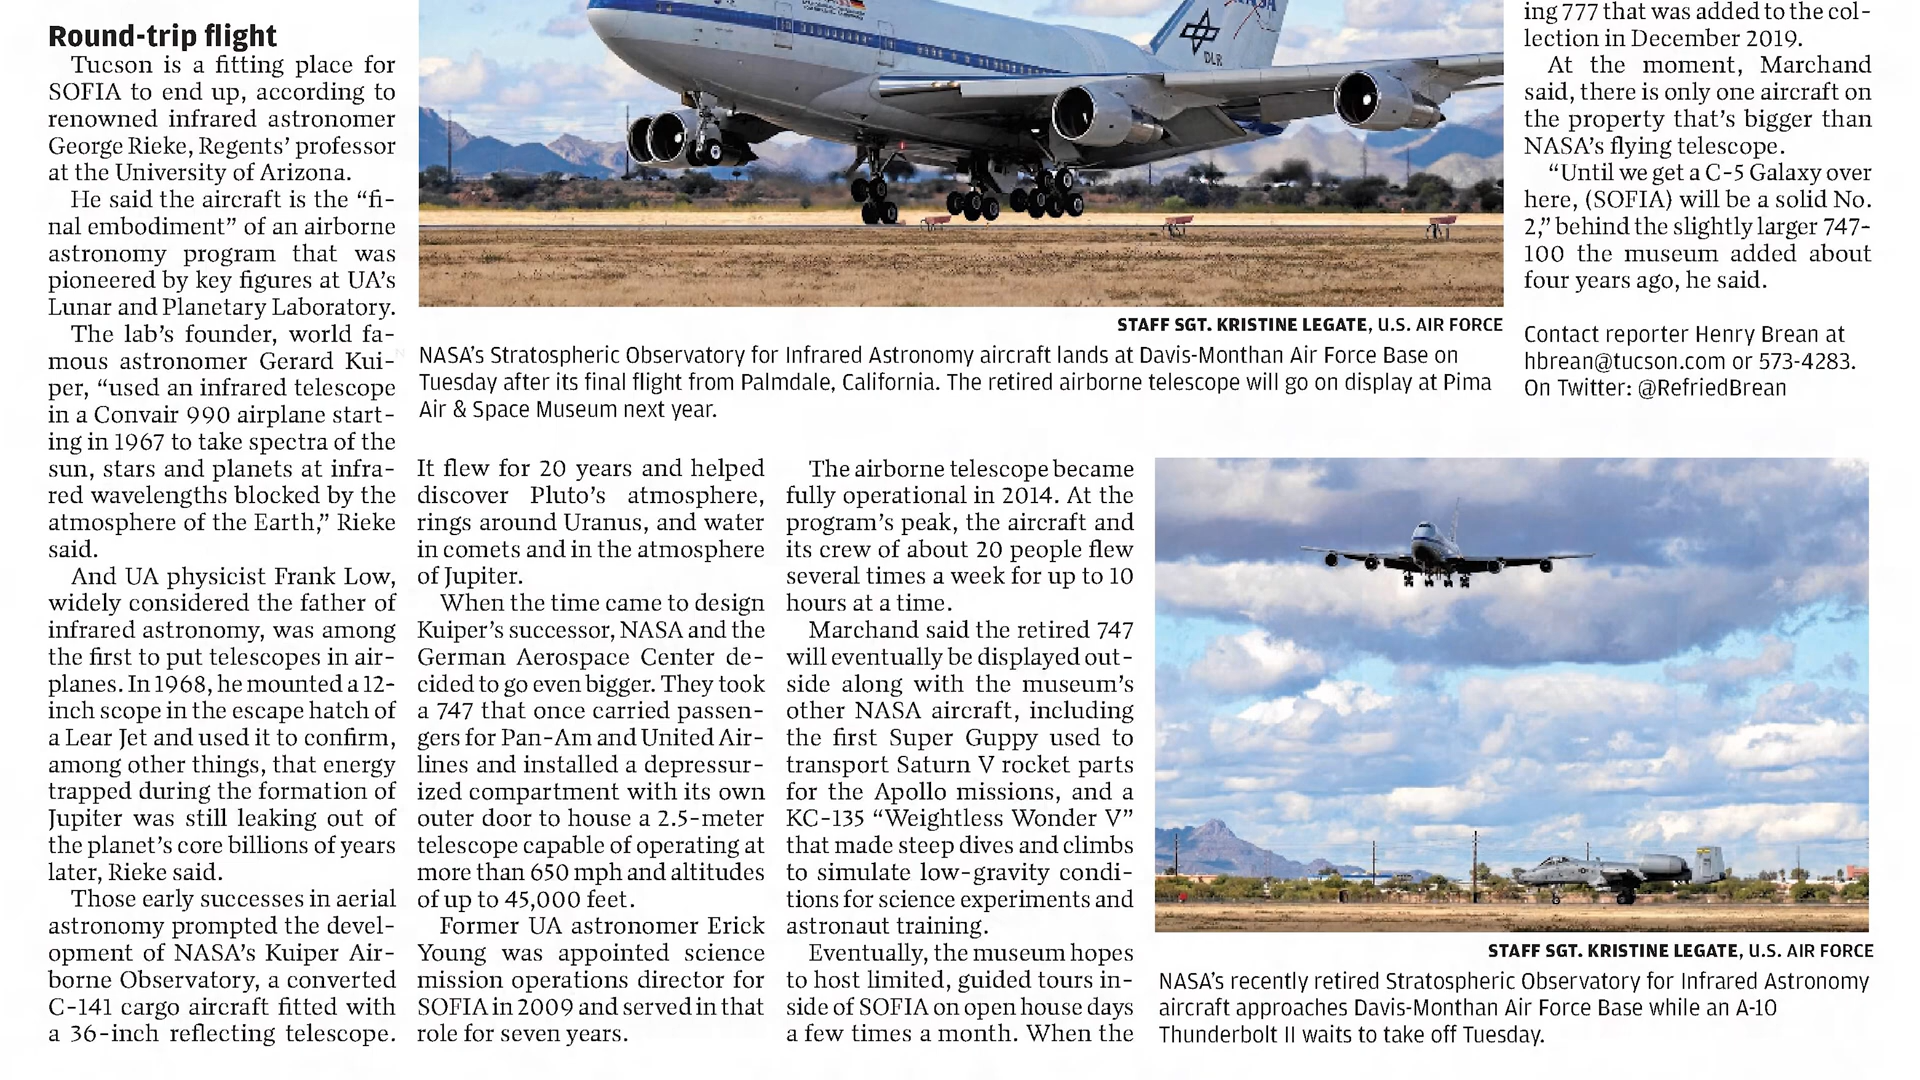 Round-trip flight
Tucson is a fitting place for
SOFIA to end up, according to
renowned infrared astronomer
George Rieke, Regents’ professor
at the University of Arizona.
He said the aircraft is the “fi-
nal embodiment” of an airborne
astronomy program that was
pioneered by key figures at UA’s
Lunar and Planetary Laboratory.
The lab’s founder, world fa-
mous astronomer Gerard Kui-
per, “used an infrared telescope
in a Convair 990 airplane start-
ing in 1967 to take spectra of the
sun, stars and planets at infra-
red wavelengths blocked by the
atmosphere of the Earth,” Rieke
said.
And UA physicist Frank Low,
widely considered the father of
infrared astronomy, was among
the first to put telescopes in air-
planes. In 1968, he mounted a 12-
inch scope in the escape hatch of
a Lear Jet and used it to confirm,
among other things, that energy
trapped during the formation of
Jupiter was still leaking out of
the planet’s core billions of years
later, Rieke said.
Those early successes in aerial
astronomy prompted the devel-
opment of NASA’s Kuiper Air-
borne Observatory, a converted
C-141 cargo aircraft fitted with
a 36-inch reflecting telescope.
DLR
STAFF SGT. KRISTINE LEGATE, U.S. AIR FORCE
NASA’s Stratospheric Observatory for Infrared Astronomy aircraft lands at Davis-Monthan Air Force Base on
Tuesday after its final flight from Palmdale, California. The retired airborne telescope will go on display at Pima
Air & Space Museum next year.
It flew for 20 years and helped
discover Pluto’s atmosphere,
rings around Uranus, and water
in comets and in the atmosphere
of Jupiter.
When the time came to design
Kuiper’s successor, NASA and the
German Aerospace Center de-
cided to go even bigger. They took
a 747 that once carried passen-
gers for Pan-Am and United Air-
lines and installed a depressur-
ized compartment with its own
outer door to house a 2.5-meter
telescope capable of operating at
more than 650 mph and altitudes
of up to 45,000 feet.
Former UA astronomer Erick
Young was appointed science
mission operations director for
SOFIA in 2009 and served in that
role for seven years.
The airborne telescope became
fully operational in 2014. At the
program’s peak, the aircraft and
its crew of about 20 people flew
several times a week for up to 10
hours at a time.
Marchand said the retired 747
will eventually be displayed out-
side along with the museum’s
other NASA aircraft, including
the first Super Guppy used to
transport Saturn V rocket parts
for the Apollo missions, and a
KC-135 “Weightless Wonder V”
that made steep dives and climbs
to simulate low-gravity condi-
tions for science experiments and
astronaut training.
Eventually, the museum hopes
to host limited, guided tours in-
side of SOFIA on open house days
a few times a month. When the
ing 777 that was added to the col-
lection in December 2019.
At the moment, Marchand
said, there is only one aircraft on
the property that’s bigger than
NASA’s flying telescope.
“Until we get a C-5 Galaxy over
here, (SOFIA) will be a solid No.
2,” behind the slightly larger 747-
100 the museum added about
four years ago, he said.
Contact reporter Henry Brean at
hbrean@tucson.com or 573-4283.
On Twitter: @RefriedBrean
STAFF SGT. KRISTINE LEGATE, U.S. AIR FORCE
NASA’s recently retired Stratospheric Observatory for Infrared Astronomy
aircraft approaches Davis-Monthan Air Force Base while an A-10
Thunderbolt II waits to take off Tuesday.